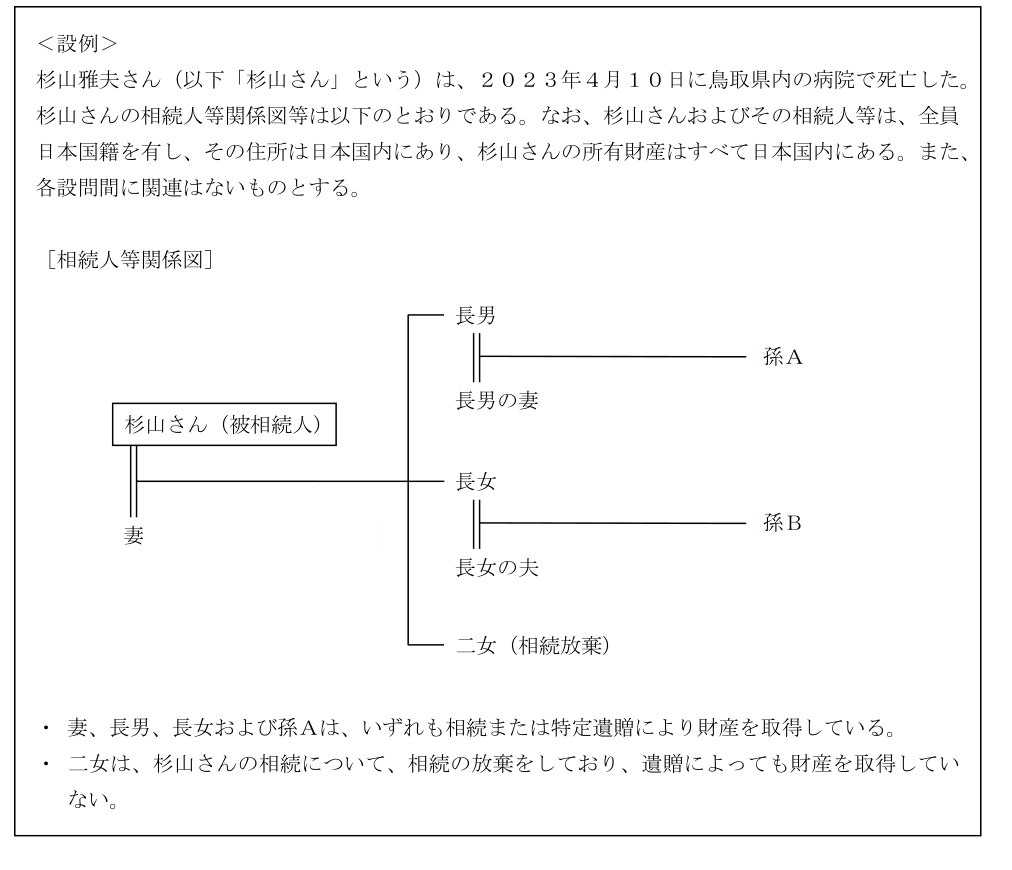 ＜設例＞
杉山雅夫さん（以下「杉山さん」という）は、２０２３年４月１０日に鳥取県内の病院で死亡した。
杉山さんの相続人等関係図等は以下のとおりである。なお、杉山さんおよびその相続人等は、全員
日本国籍を有し、その住所は日本国内にあり、杉山さんの所有財産はすべて日本国内にある。また、
各設問間に関連はないものとする。
［相続人等関係図］
長男
孫Ａ
長男の妻
杉山さん（被相続人）
長女
孫Ｂ
妻
長女の夫
二女（相続放棄）
・ 妻、長男、長女および孫Ａは、いずれも相続または特定遺贈により財産を取得している。
・ 二女は、杉山さんの相続について、相続の放棄をしており、遺贈によっても財産を取得してい
ない。